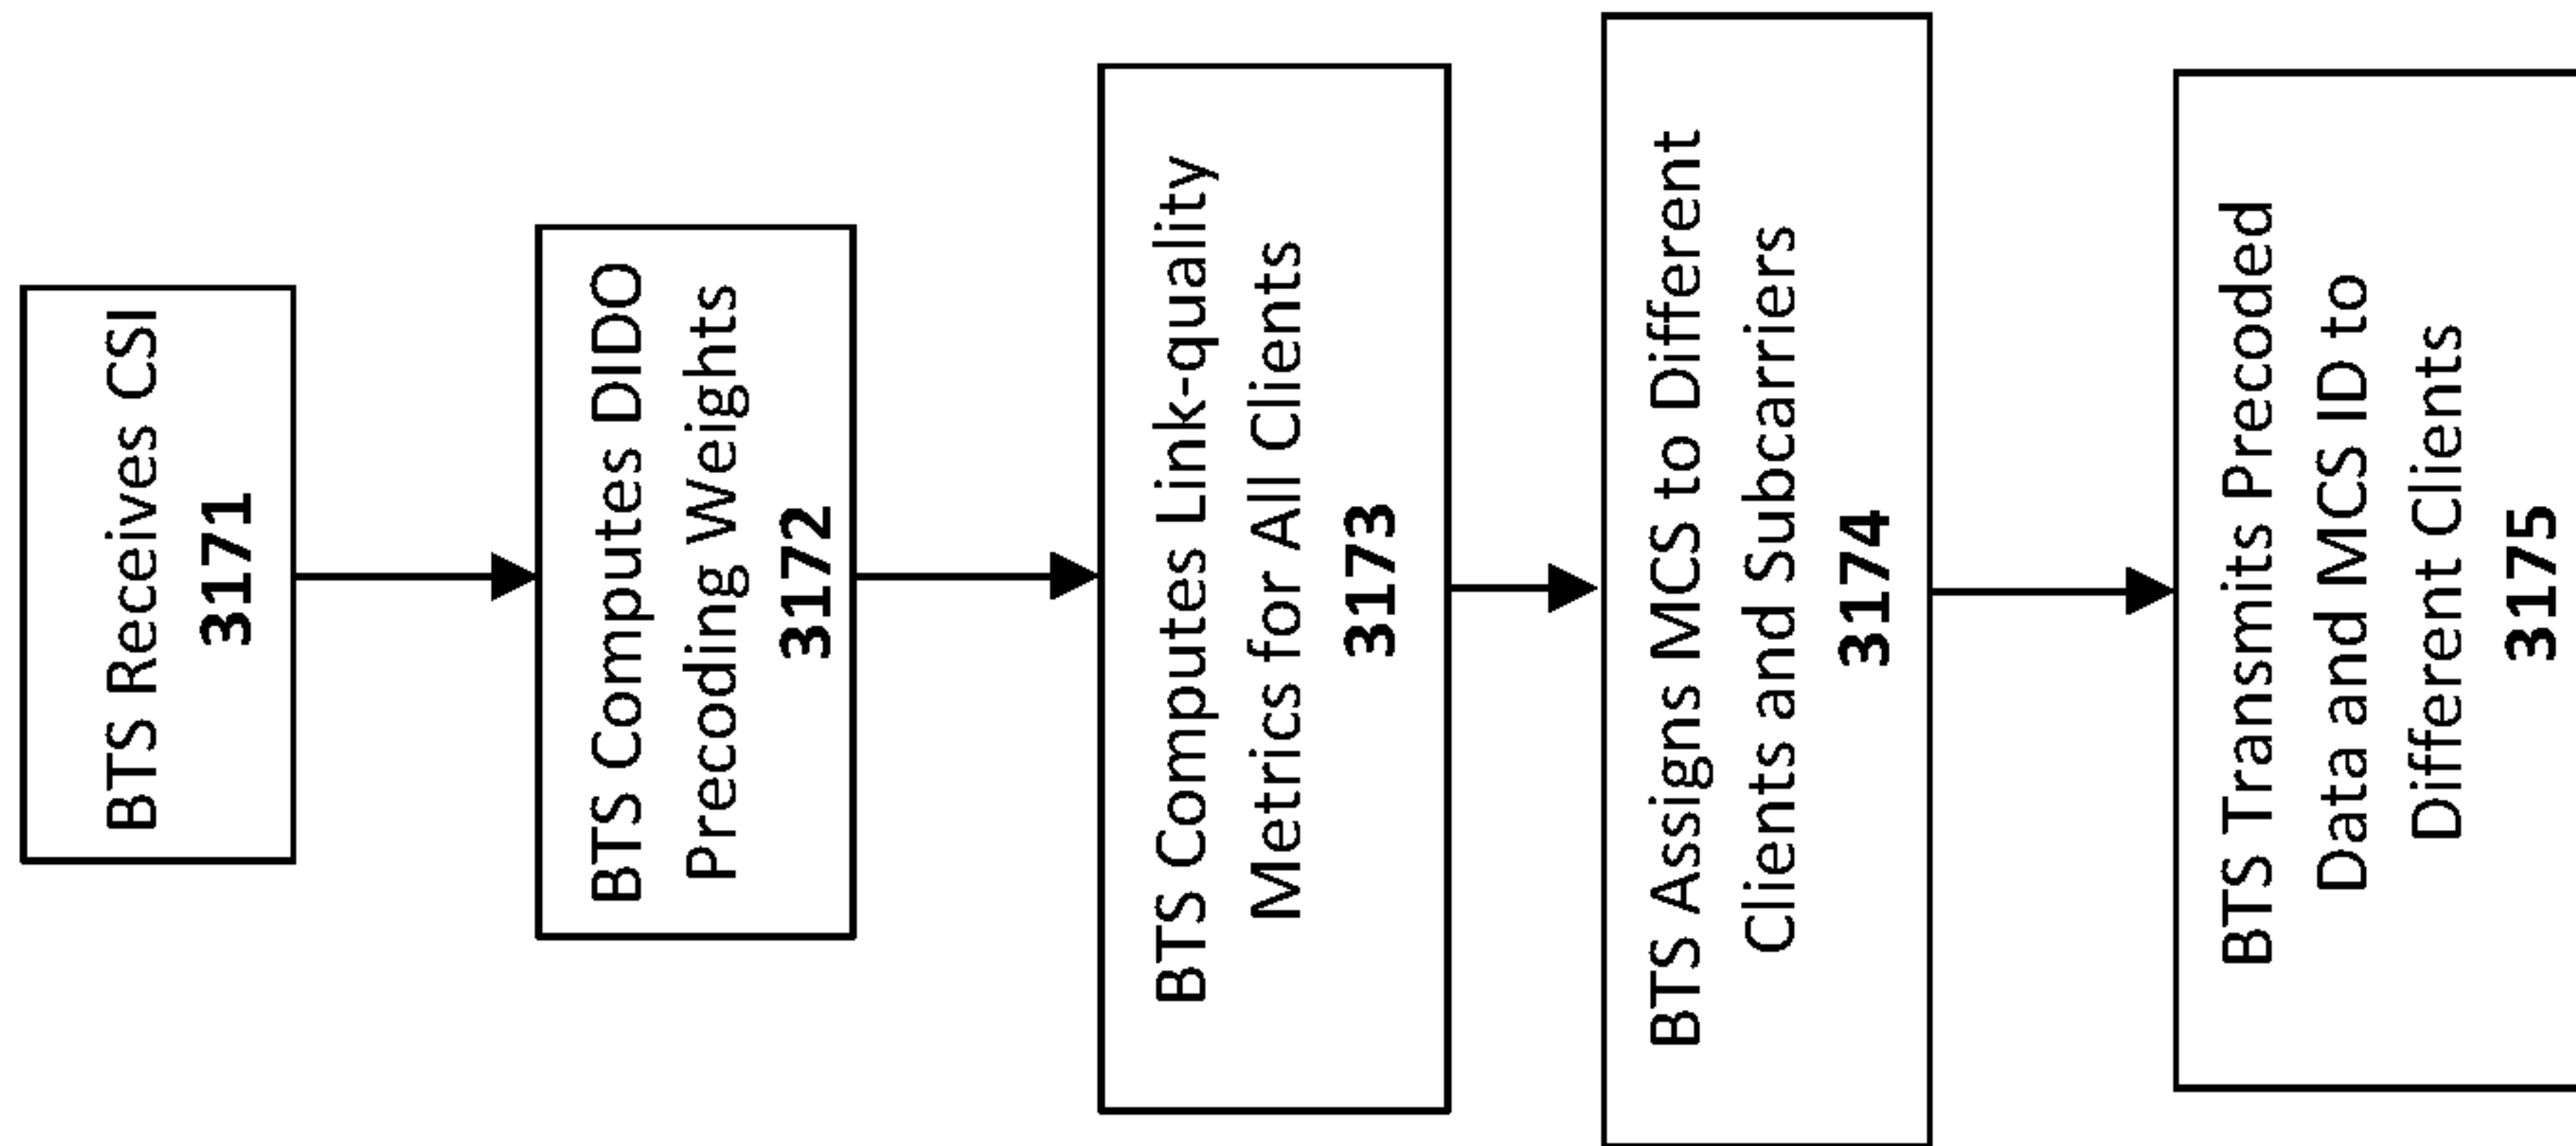 BTS Receives CSI
3171
BTS Computes DIDO
Precoding Weights
3172
BTS Computes Link-quality
Metrics for All Clients
3173
BTS Assigns MCS to Different
Clients and Subcarriers
3174
BTS Transmits Precoded
Data and MCS ID to
Different Clients
3175